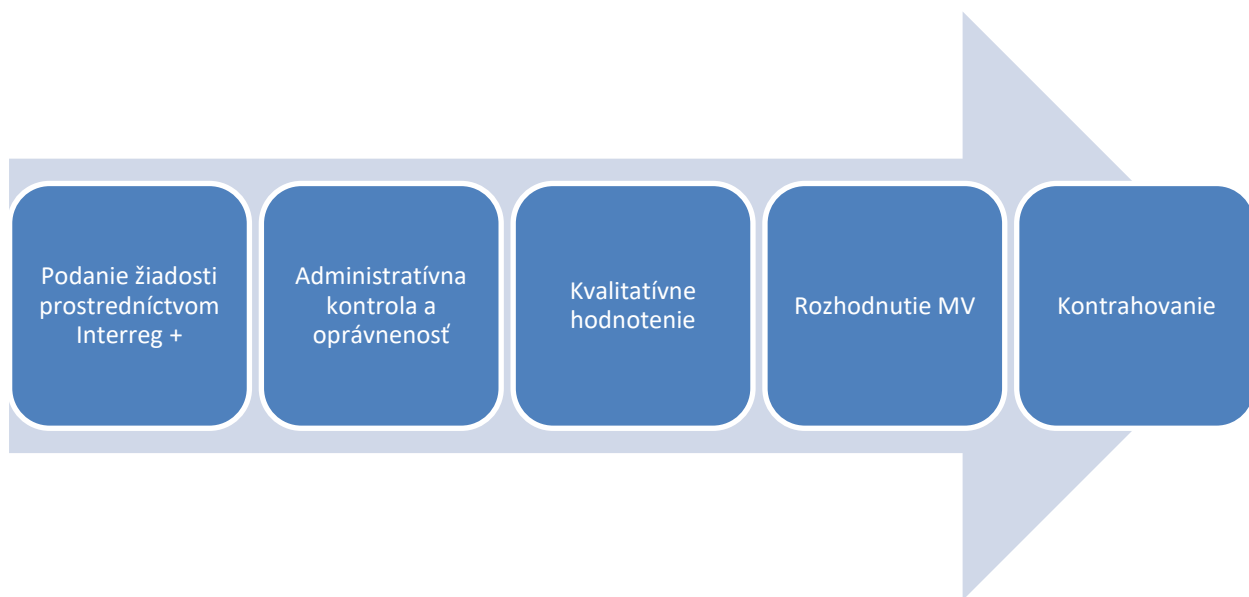 Podanie žiadosti
prostredníctvom
Interreg +
Administratívna
kontrola a
oprávnenosť
Kvalitatívne
hodnotenie
Rozhodnutie MV
Kontrahovanie